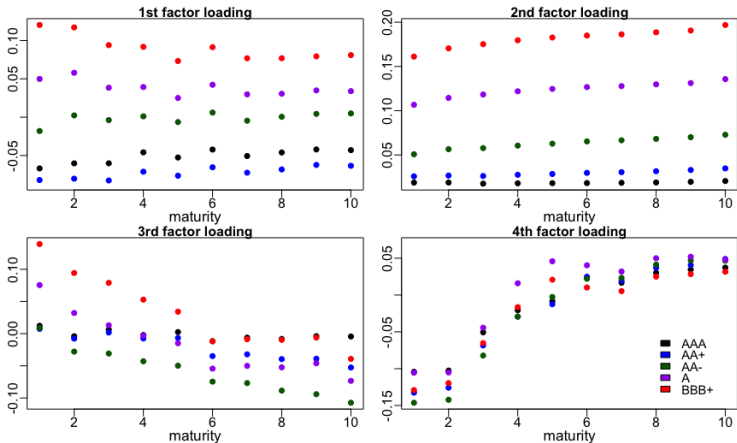 1st factor loading
0.10
0.05
-0.05
2 4 6 8 10
maturity
2nd factor loading
0.20
0.15
0.10
0.05
2 4 6 8 10
maturity
3rd factor loading
0.10
0.00
-0.10
2 4 6 8 10
maturity
4th factor loading
0.05
-0.05
-0.15
2 4 6 8 10
maturity
AAA
AA+
AA-
A
BBB+